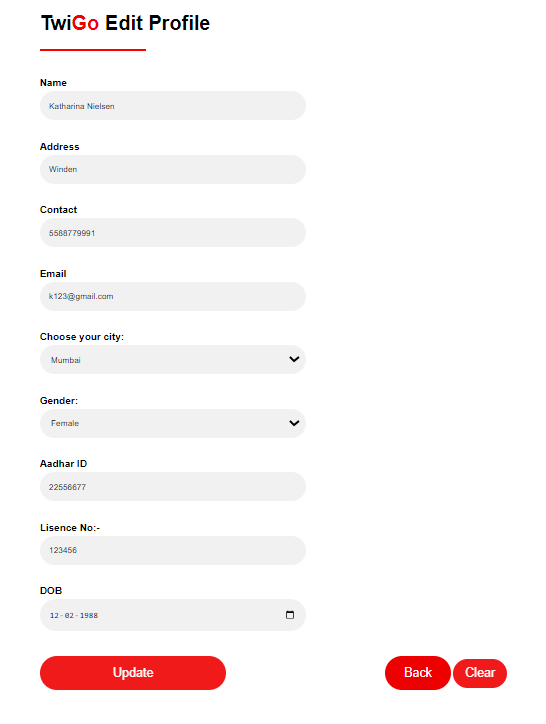 TwiGo Edit Profile
Name
Katharina Nielsen
Address
Winden
Contact
5588779991
Email
k123@gmail.com
Choose your city:
Mumbai
Gender:
Female
Aadhar ID
22556677
Lisence No:-
123456
DOB
12-02-1988
Update Back Clear